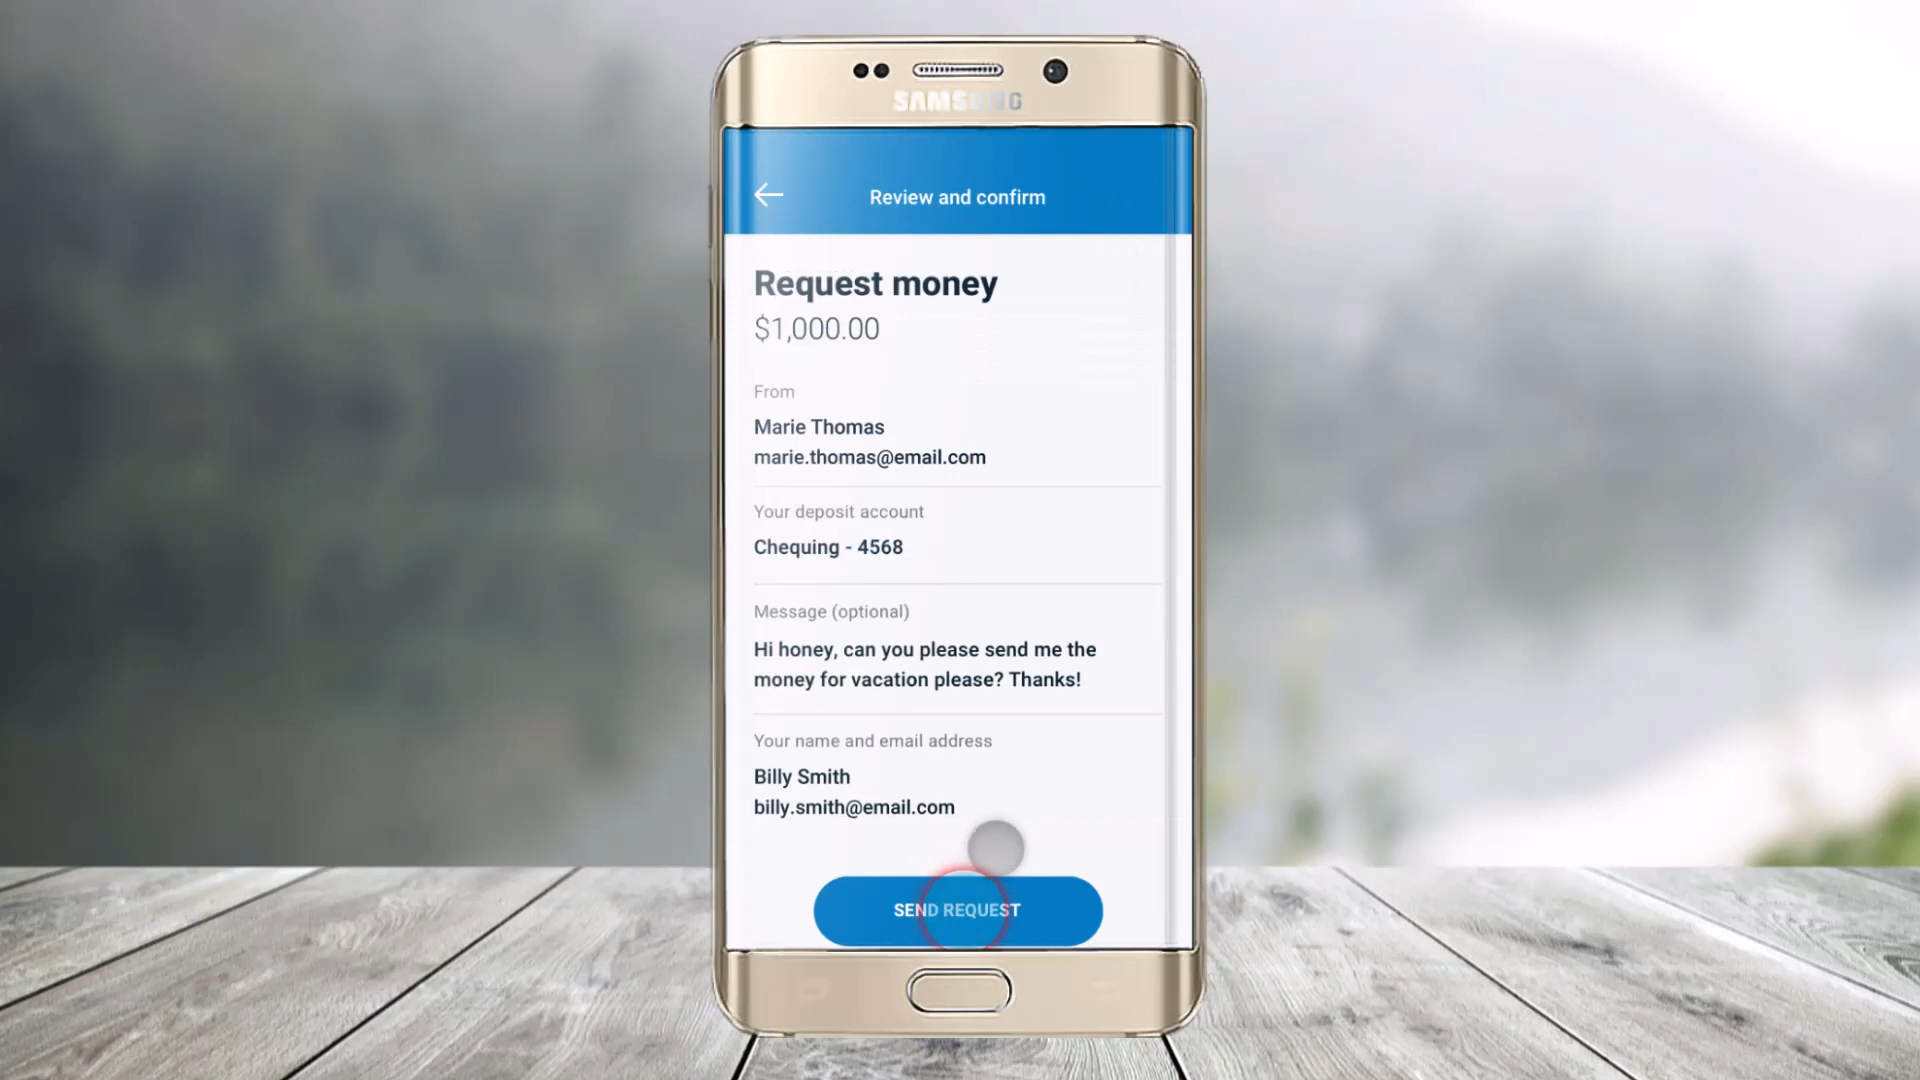 SAMSUNG
Review and confirm
Request money
$1,000.00
From
Marie Thomas
marie.thomas@email.com
Your deposit account
Chequing - 4568
Message (optional)
Hi honey, can you please send me the
money for vacation please? Thanks!
Your name and email address
Billy Smith
billy.smith@email.com
SEND REQUEST